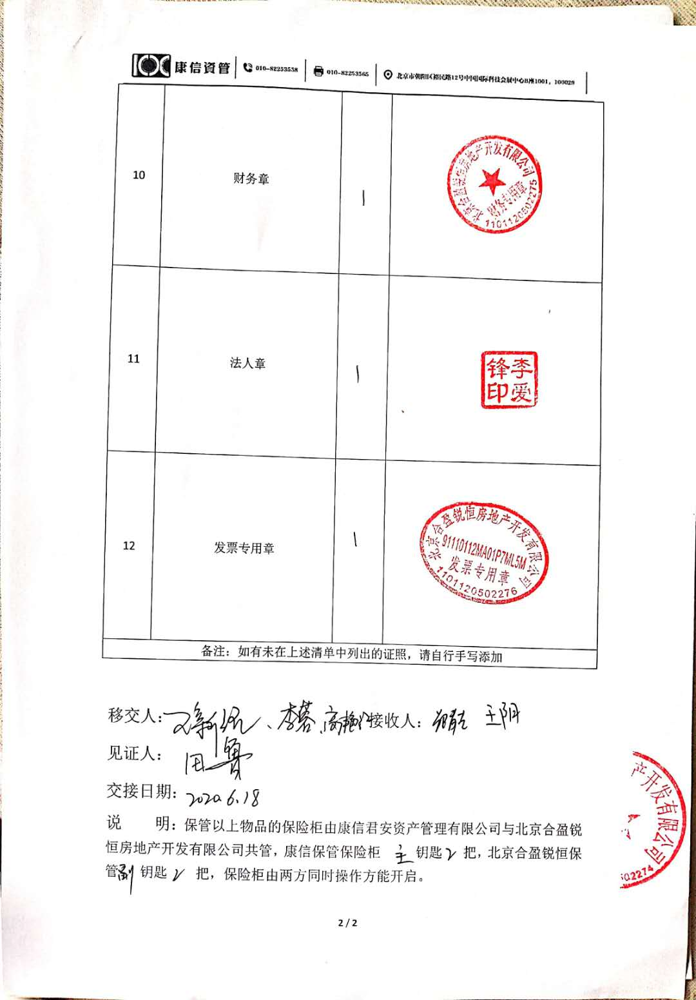 康信資管 010-82253558 010-82253565 北京市朝阳区裕民路12号中国国际科技会展中心B座1001，100029
10 财务章 1
北京合盈锐恒房地产开发有限公司
财务专用章
1101120502275
11 法人章 1
李爱
锋印
12 发票专用章 1
北京合盈锐恒房地产开发有限公司
91110112MA01P7ML5M
发票专用章
1101120502276
备注：如有未在上述清单中列出的证照，请自行手写添加
移交人： 、李蓉、高艳 接收人： 王阳
见证人：田
交接日期：2020.6.18
产开发有限公司
502274
说 明：保管以上物品的保险柜由康信君安资产管理有限公司与北京合盈锐
恒房地产开发有限公司共管，康信保管保险柜 主 钥匙 2 把，北京合盈锐恒保
管 副 钥匙 2 把，保险柜由两方同时操作方能开启。
2 / 2